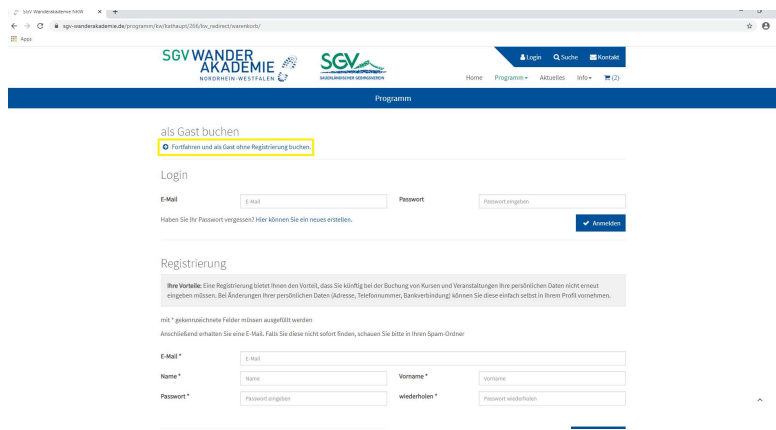 SGV Wanderakademie NRW
sgv-wanderakademie.de/programm/kw/kathaupt/266/kw_redirect/warenkorb/
Apps
SGV WANDER
AKADEMIE
NORDRHEIN-WESTFALEN
SGV
SAUERLÄNDISCHER GEBIRGSVEREIN
Login Suche Kontakt
Home Programm Aktuelles Info (2)
Programm
als Gast buchen
Fortfahren und als Gast ohne Registrierung buchen.
Login
E-Mail E-Mail Passwort Passwort eingeben
Haben Sie Ihr Passwort vergessen? Hier können Sie ein neues erstellen.
Anmelden
Registrierung
Ihre Vorteile: Eine Registrierung bietet Ihnen den Vorteil, dass Sie künftig bei der Buchung von Kursen und Veranstaltungen Ihre persönlichen Daten nicht erneut
eingeben müssen. Bei Änderungen Ihrer persönlichen Daten (Adresse, Telefonnummer, Bankverbindung) können Sie diese einfach selbst in Ihrem Profil vornehmen.
mit * gekennzeichnete Felder müssen ausgefüllt werden
Anschließend erhalten Sie eine E-Mail. Falls Sie diese nicht sofort finden, schauen Sie bitte in Ihren Spam-Ordner
E-Mail * E-Mail
Name * Name Vorname * Vorname
Passwort * Passwort eingeben wiederholen * Passwort wiederholen